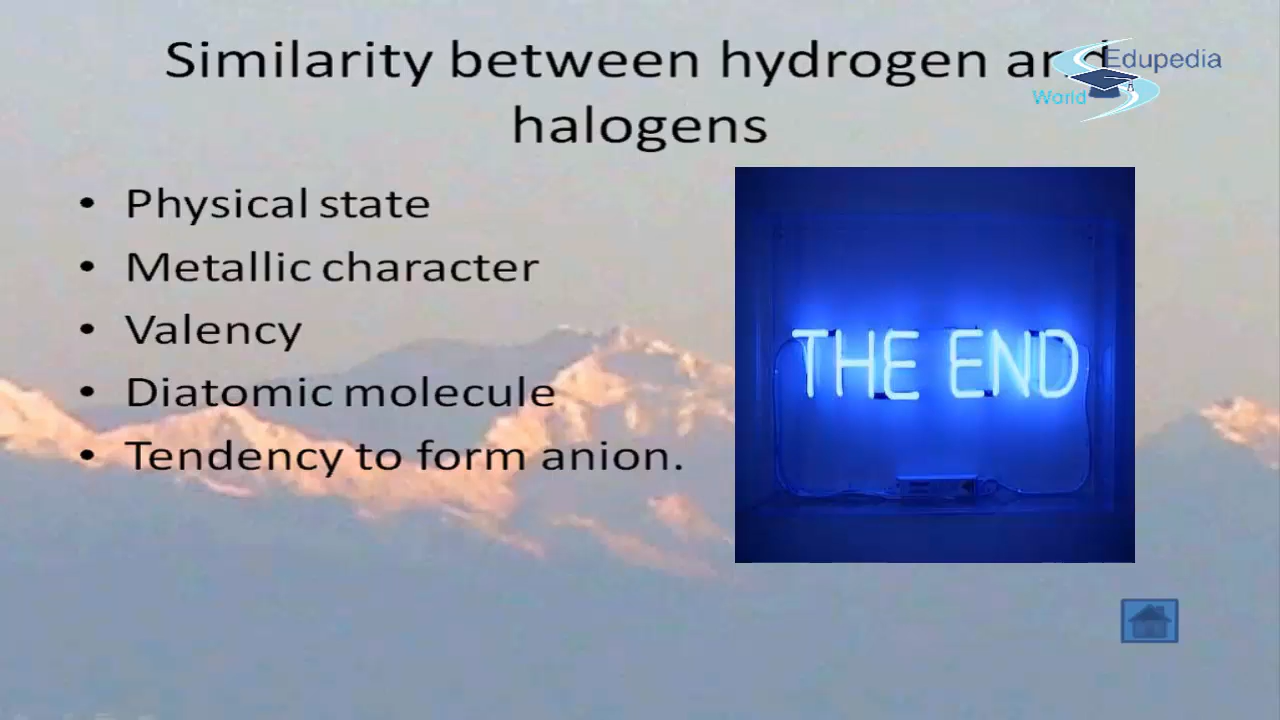 Similarity between hydrogen and
halogens
Edupedia
World
• Physical state
• Metallic character
• Valency
• Diatomic molecule
• Tendency to form anion.
THE END